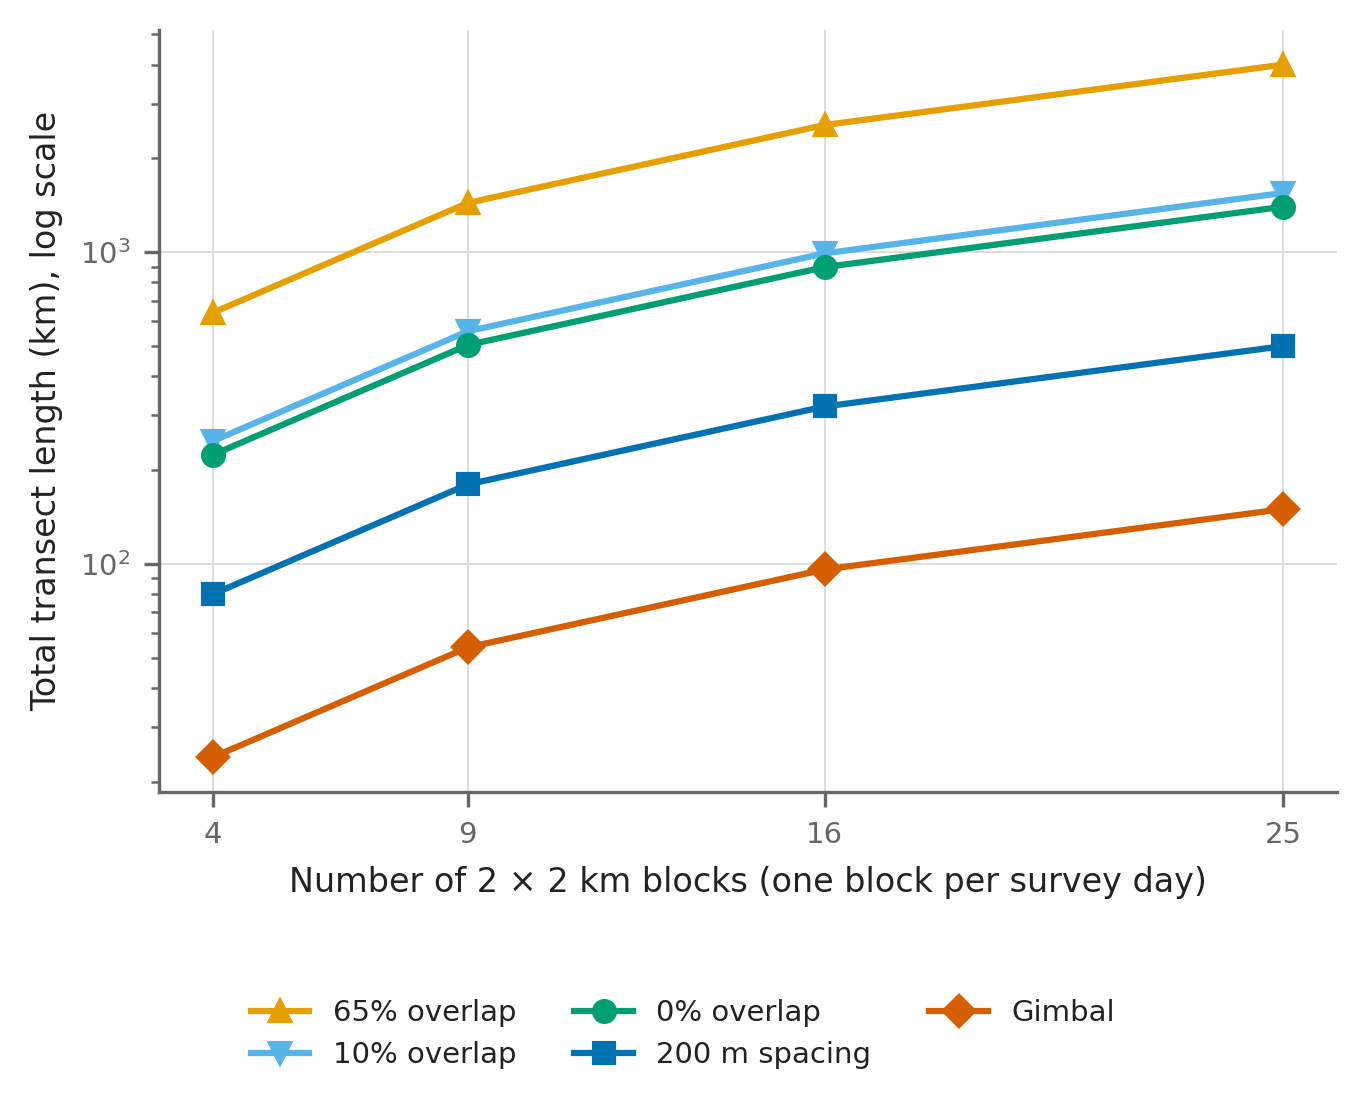 Total transect length (km), log scale
10³
10²
4 9 16 25
Number of 2 × 2 km blocks (one block per survey day)
65% overlap
10% overlap
0% overlap
200 m spacing
Gimbal